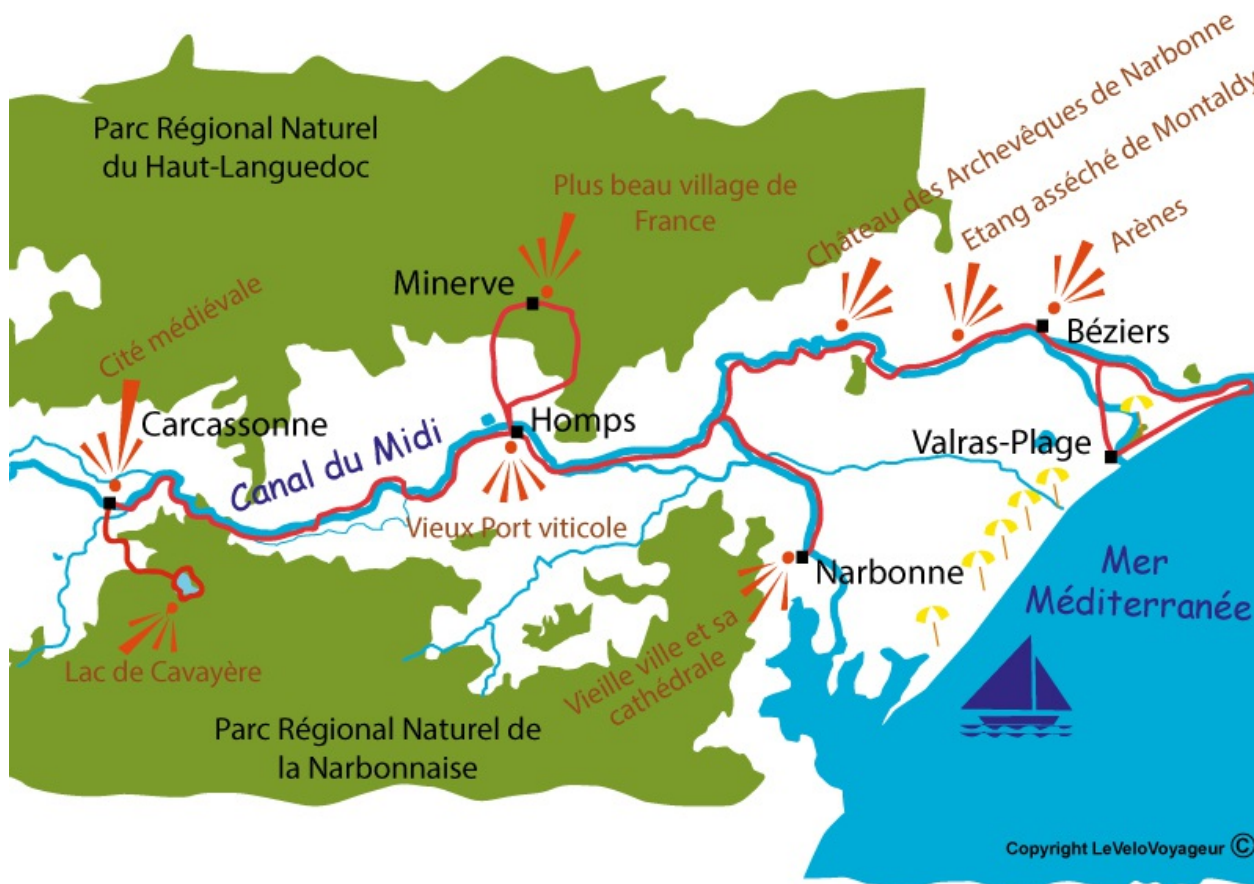 Parc Régional Naturel
du Haut-Languedoc
Plus beau village de
France
Château des Archevêques de Narbonne
Etang asséché de Montaldy
Arènes
Minerve
Cité médiévale
Béziers
Carcassonne
Canal du Midi
Homps
Valras-Plage
Vieux Port viticole
Narbonne
Mer
Méditerranée
Lac de Cavayère
Vieille ville et sa
cathédrale
Parc Régional Naturel de
la Narbonnaise
Copyright LeVeloVoyageur ©